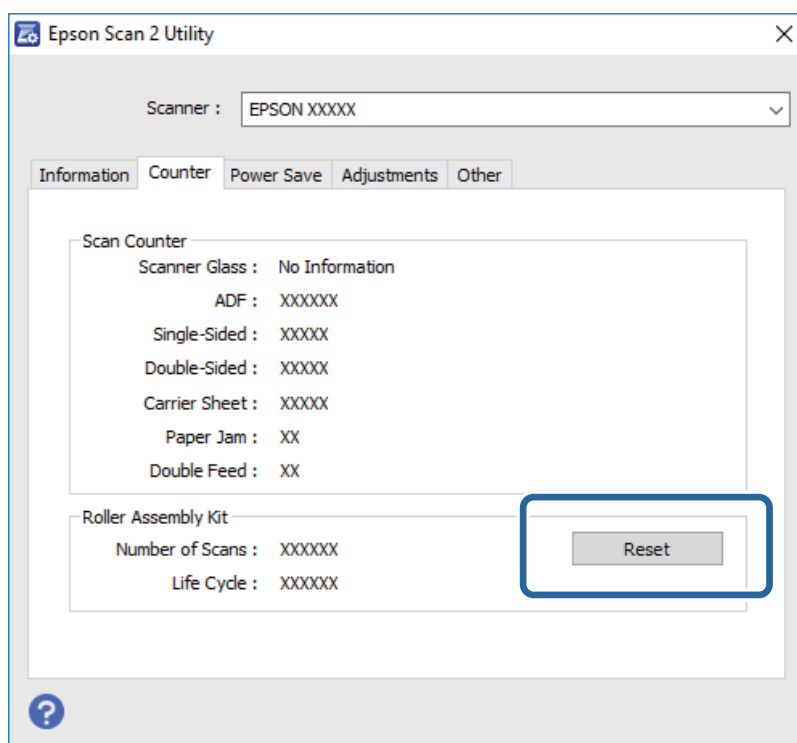 Epson Scan 2 Utility
Scanner : EPSON XXXXX
Information Counter Power Save Adjustments Other
Scan Counter
Scanner Glass : No Information
ADF : XXXXXX
Single-Sided : XXXXX
Double-Sided : XXXXX
Carrier Sheet : XXXXX
Paper Jam : XX
Double Feed : XX
Roller Assembly Kit
Number of Scans : XXXXXX Reset
Life Cycle : XXXXXX
?